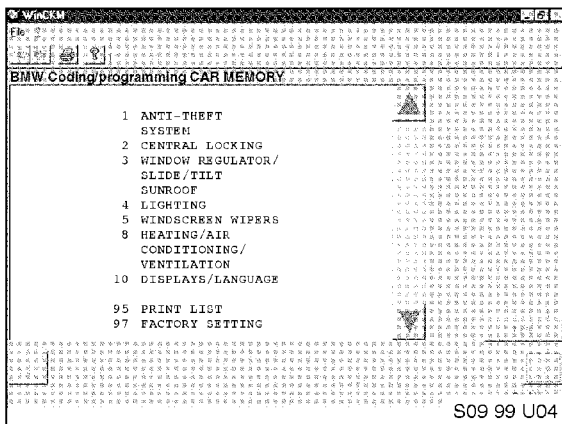 WinCKM
File ?
BMW Coding/programming CAR MEMORY
1 ANTI-THEFT
SYSTEM
2 CENTRAL LOCKING
3 WINDOW REGULATOR/
SLIDE/TILT
SUNROOF
4 LIGHTING
5 WINDSCREEN WIPERS
8 HEATING/AIR
CONDITIONING/
VENTILATION
10 DISPLAYS/LANGUAGE
95 PRINT LIST
97 FACTORY SETTING
S09 99 U04